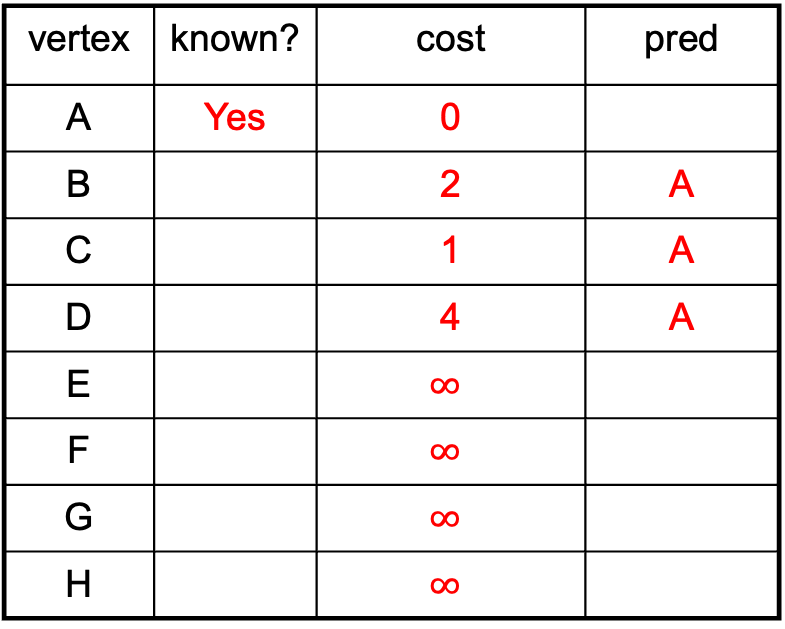 vertex known? cost pred
A Yes 0
B 2 A
C 1 A
D 4 A
E ∞
F ∞
G ∞
H ∞